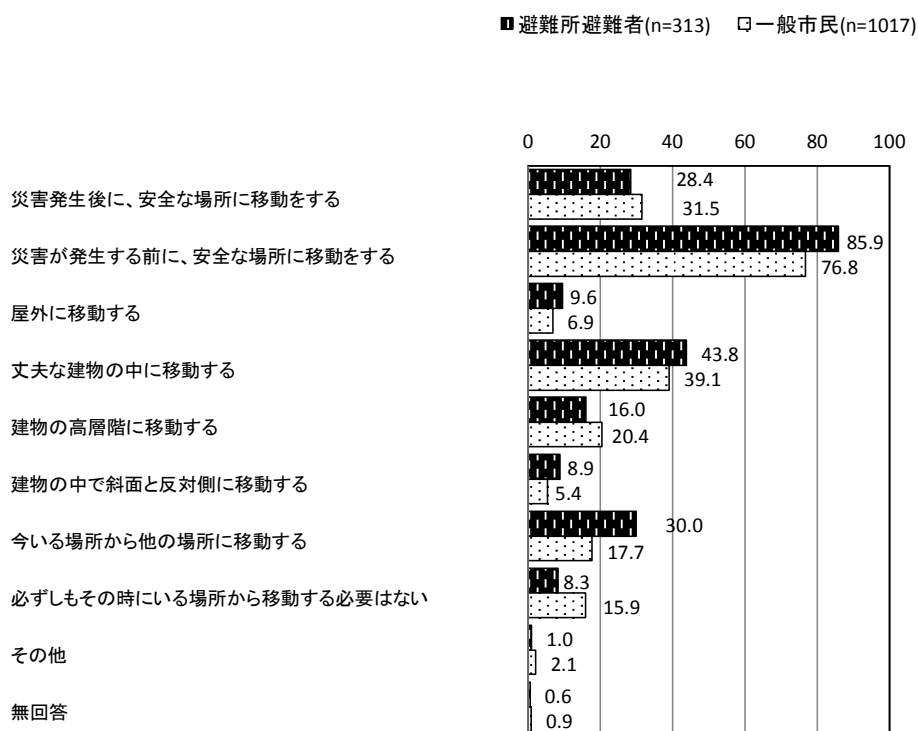 避難所避難者(n=313) 一般市民(n=1017)
0 20 40 60 80 100
災害発生後に、安全な場所に移動をする 28.4
31.5
災害が発生する前に、安全な場所に移動をする 85.9
76.8
屋外に移動する 9.6
6.9
丈夫な建物の中に移動する 43.8
39.1
建物の高層階に移動する 16.0
20.4
建物の中で斜面と反対側に移動する 8.9
5.4
今いる場所から他の場所に移動する 30.0
17.7
必ずしもその時にいる場所から移動する必要はない 8.3
15.9
その他 1.0
2.1
無回答 0.6
0.9